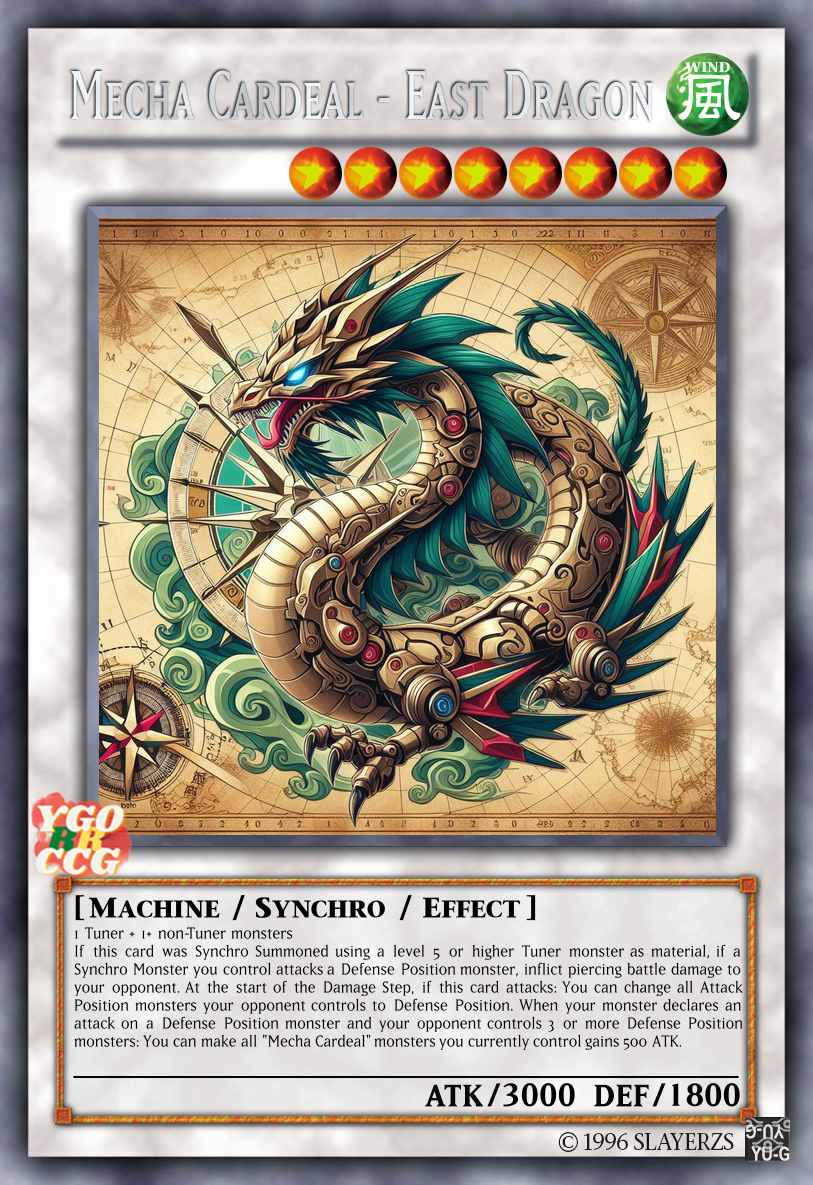 Mecha Cardeal - East Dragon
WIND
風
YGO
BR
CCG
[ Machine / Synchro / Effect ]
1 Tuner + 1+ non-Tuner monsters
If this card was Synchro Summoned using a level 5 or higher Tuner monster as material, if a
Synchro Monster you control attacks a Defense Position monster, inflict piercing battle damage to
your opponent. At the start of the Damage Step, if this card attacks: You can change all Attack
Position monsters your opponent controls to Defense Position. When your monster declares an
attack on a Defense Position monster and your opponent controls 3 or more Defense Position
monsters: You can make all "Mecha Cardeal" monsters you currently control gains 500 ATK.
ATK/3000 DEF/1800
© 1996 SLAYERZS
YU-G